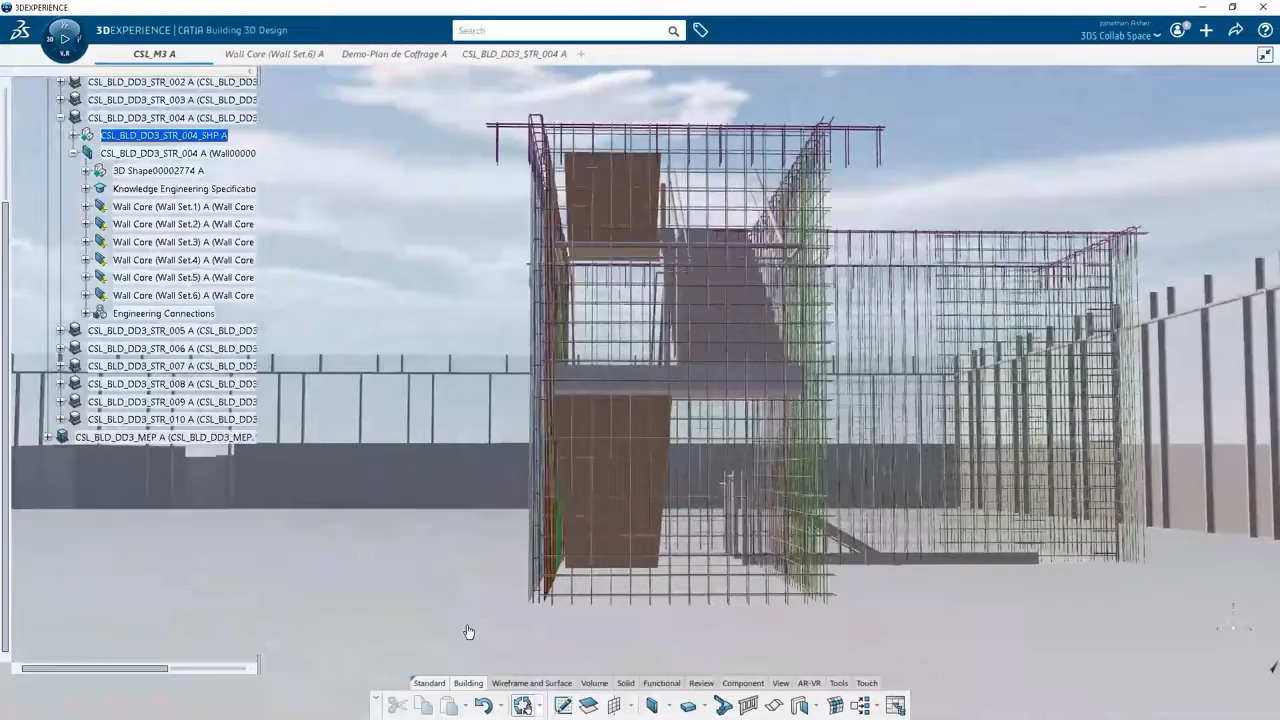 3DEXPERIENCE
3DEXPERIENCE | CATIA Building 3D Design
Search
Jonathan Asher
3DS Collab Space
3D
V.R
CSL_M3 A
Wall Core (Wall Set.6) A
Demo-Plan de Coffrage A
CSL_BLD_DD3_STR_004 A
CSL_BLD_DD3_STR_002 A (CSL_BLD_DD3
CSL_BLD_DD3_STR_003 A (CSL_BLD_DD3
CSL_BLD_DD3_STR_004 A (CSL_BLD_DD3
CSL_BLD_DD3_STR_004_SHP A
CSL_BLD_DD3_STR_004 A (Wall00000
3D Shape00002774 A
Knowledge Engineering Specificatio
Wall Core (Wall Set.1) A (Wall Core
Wall Core (Wall Set.2) A (Wall Core
Wall Core (Wall Set.3) A (Wall Core
Wall Core (Wall Set.4) A (Wall Core
Wall Core (Wall Set.5) A (Wall Core
Wall Core (Wall Set.6) A (Wall Core
Engineering Connections
CSL_BLD_DD3_STR_005 A (CSL_BLD_DD3
CSL_BLD_DD3_STR_006 A (CSL_BLD_DD3
CSL_BLD_DD3_STR_007 A (CSL_BLD_DD3
CSL_BLD_DD3_STR_008 A (CSL_BLD_DD3
CSL_BLD_DD3_STR_009 A (CSL_BLD_DD3
CSL_BLD_DD3_STR_010 A (CSL_BLD_DD3
CSL_BLD_DD3_MEP A (CSL_BLD_DD3_MEP.
Standard Building Wireframe and Surface Volume Solid Functional Review Component View AR-VR Tools Touch